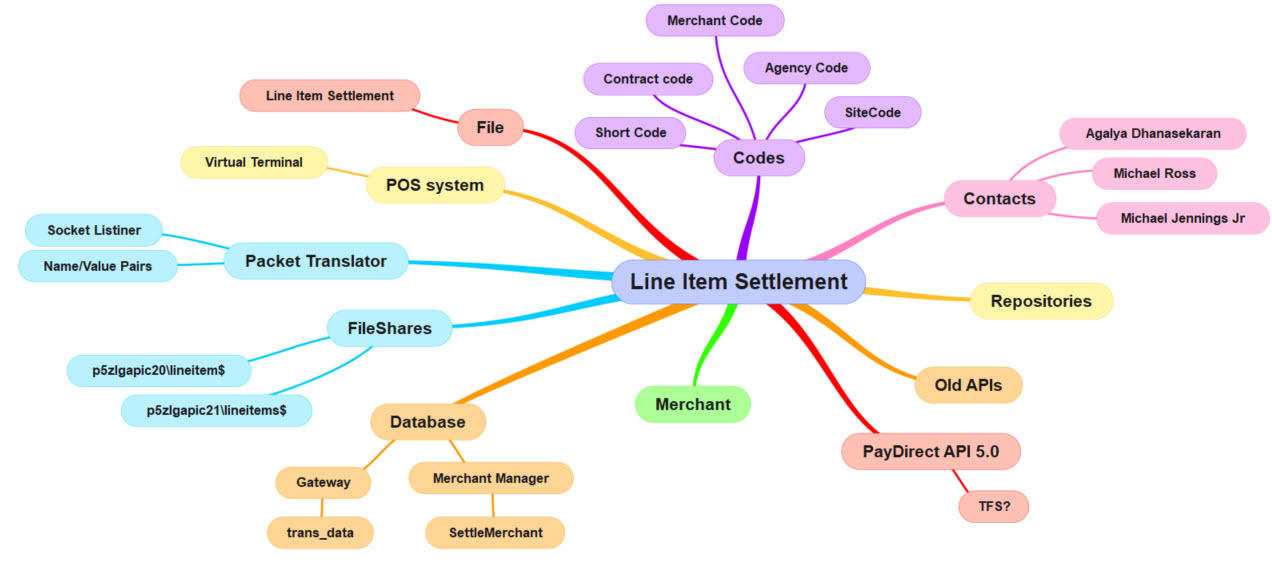 Merchant Code
Agency Code
Contract code
Line Item Settlement
SiteCode
File
Short Code
Agalya Dhanasekaran
Codes
Virtual Terminal
Michael Ross
POS system
Contacts
Michael Jennings Jr
Socket Listiner
Packet Translator
Name/Value Pairs
Line Item Settlement
Repositories
FileShares
p5zlgapic20\lineitem$
Old APIs
Merchant
p5zlgapic21\lineitems$
Database
PayDirect API 5.0
Gateway
Merchant Manager
TFS?
trans_data
SettleMerchant